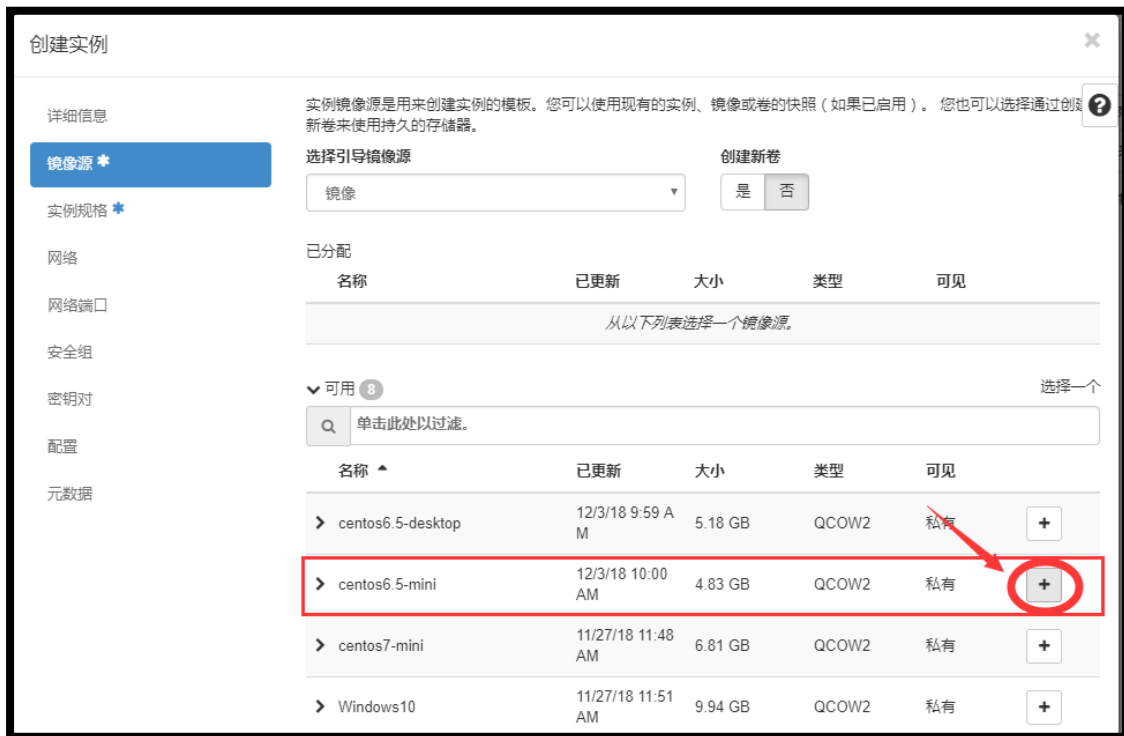 创建实例
×
详细信息
镜像源 *
实例规格 *
网络
网络端口
安全组
密钥对
配置
元数据
实例镜像源是用来创建实例的模板。您可以使用现有的实例、镜像或卷的快照（如果已启用）。 您也可以选择通过创建
新卷来使用持久的存储器。
?
选择引导镜像源 创建新卷
镜像 是 否
已分配
名称 已更新 大小 类型 可见
从以下列表选择一个镜像源。
可用 8 选择一个
单击此处以过滤。
名称 已更新 大小 类型 可见
centos6.5-desktop 12/3/18 9:59 A 5.18 GB QCOW2 私有 +
M
centos6.5-mini 12/3/18 10:00 4.83 GB QCOW2 私有 +
AM
centos7-mini 11/27/18 11:48 6.81 GB QCOW2 私有 +
AM
Windows10 11/27/18 11:51 9.94 GB QCOW2 私有 +
AM